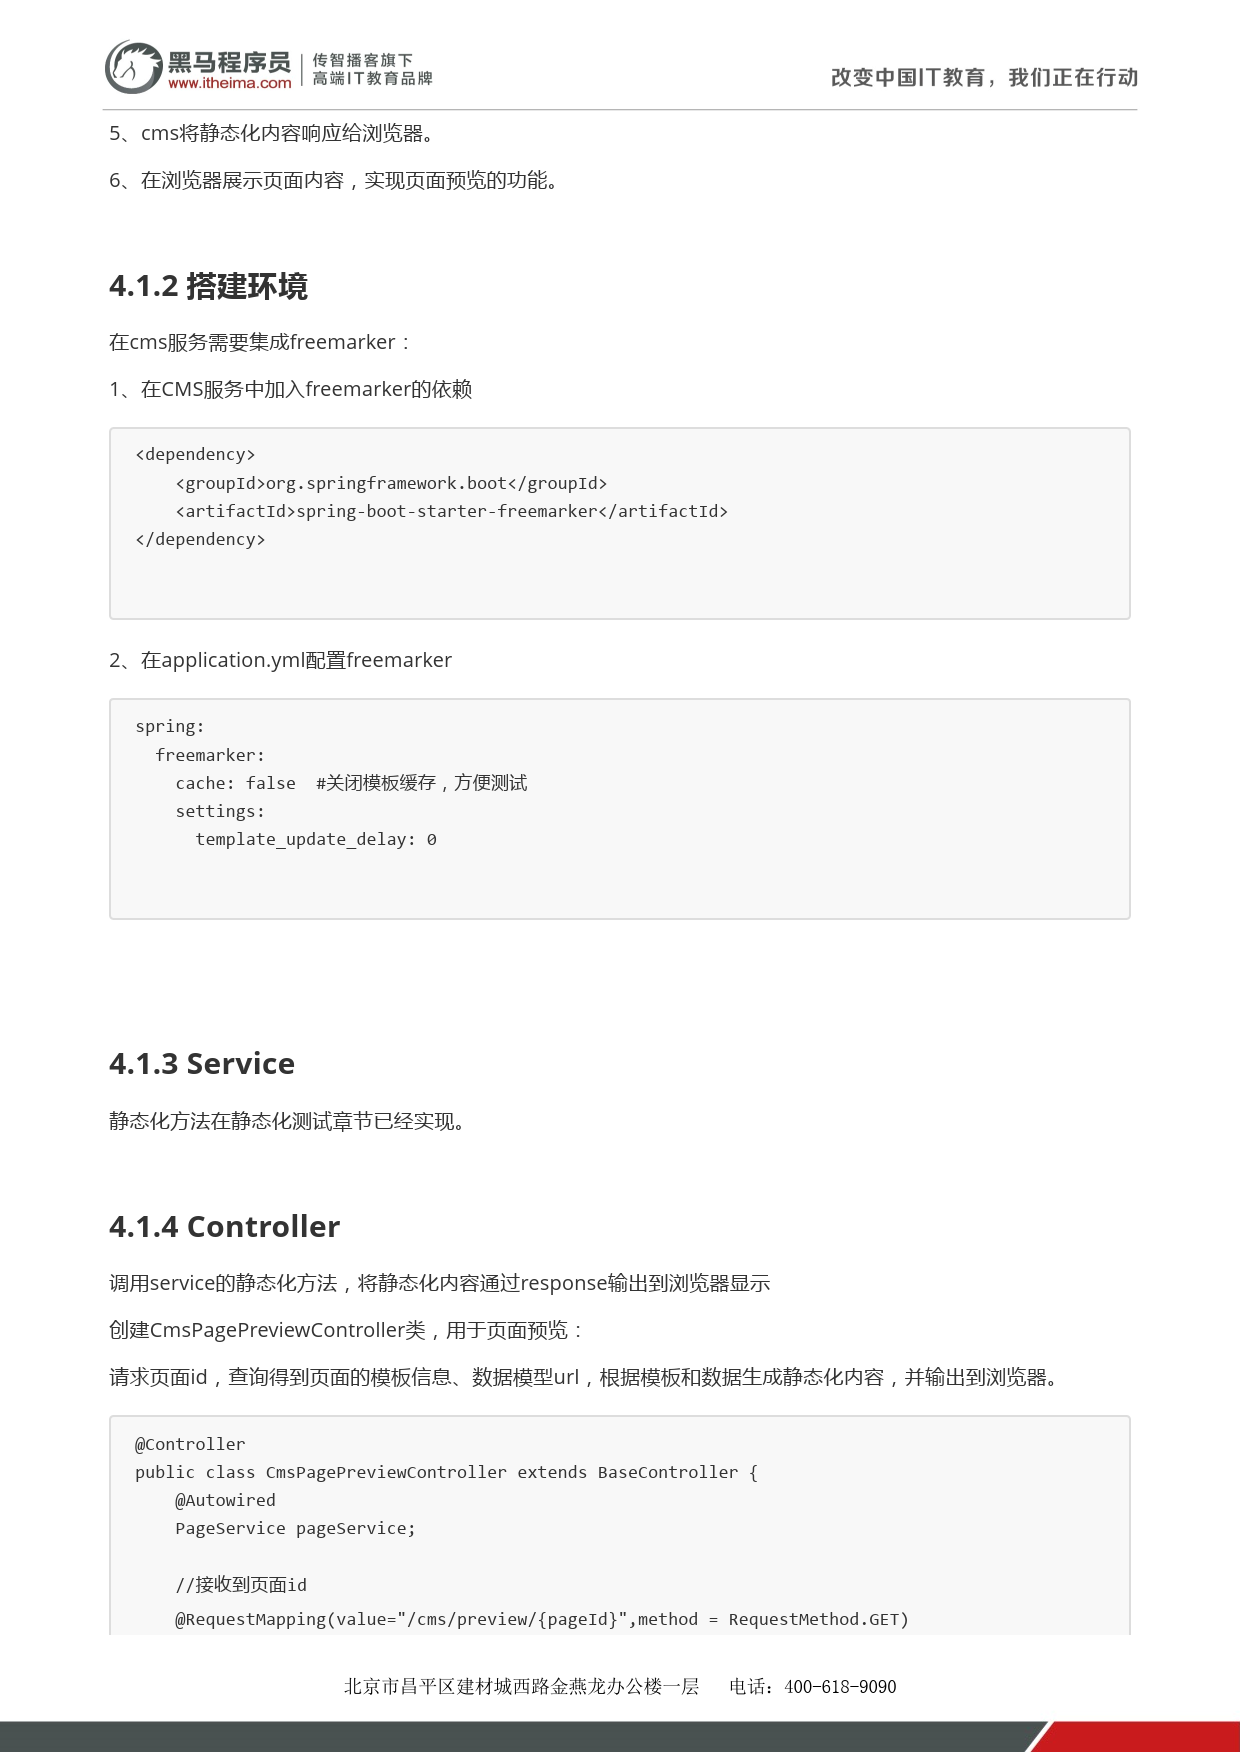 黑马程序员
www.itheima.com
传智播客旗下
高端IT教育品牌
改变中国IT教育，我们正在行动
5、cms将静态化内容响应给浏览器。
6、在浏览器展示页面内容，实现页面预览的功能。
4.1.2 搭建环境
在cms服务需要集成freemarker：
1、在CMS服务中加入freemarker的依赖
<dependency>
    <groupId>org.springframework.boot</groupId>
    <artifactId>spring-boot-starter-freemarker</artifactId>
</dependency>
2、在application.yml配置freemarker
spring:
  freemarker:
    cache: false  #关闭模板缓存，方便测试
    settings:
      template_update_delay: 0
4.1.3 Service
静态化方法在静态化测试章节已经实现。
4.1.4 Controller
调用service的静态化方法，将静态化内容通过response输出到浏览器显示
创建CmsPagePreviewController类，用于页面预览：
请求页面id，查询得到页面的模板信息、数据模型url，根据模板和数据生成静态化内容，并输出到浏览器。
@Controller
public class CmsPagePreviewController extends BaseController {
    @Autowired
    PageService pageService;
    //接收到页面id
    @RequestMapping(value="/cms/preview/{pageId}",method = RequestMethod.GET)
北京市昌平区建材城西路金燕龙办公楼一层   电话：400-618-9090